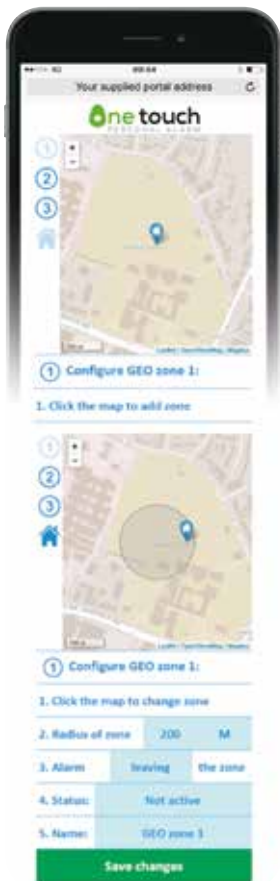 Your supplied portal address
One touch
PERSONAL ALARM
1
+
-
2
3
1 Configure GEO zone 1:
1. Click the map to add zone
1
+
-
2
3
1 Configure GEO zone 1:
1. Click the map to change zone
2. Radius of zone 200 M
3. Alarm leaving the zone
4. Status: Not active
5. Name: GEO zone 1
Save changes